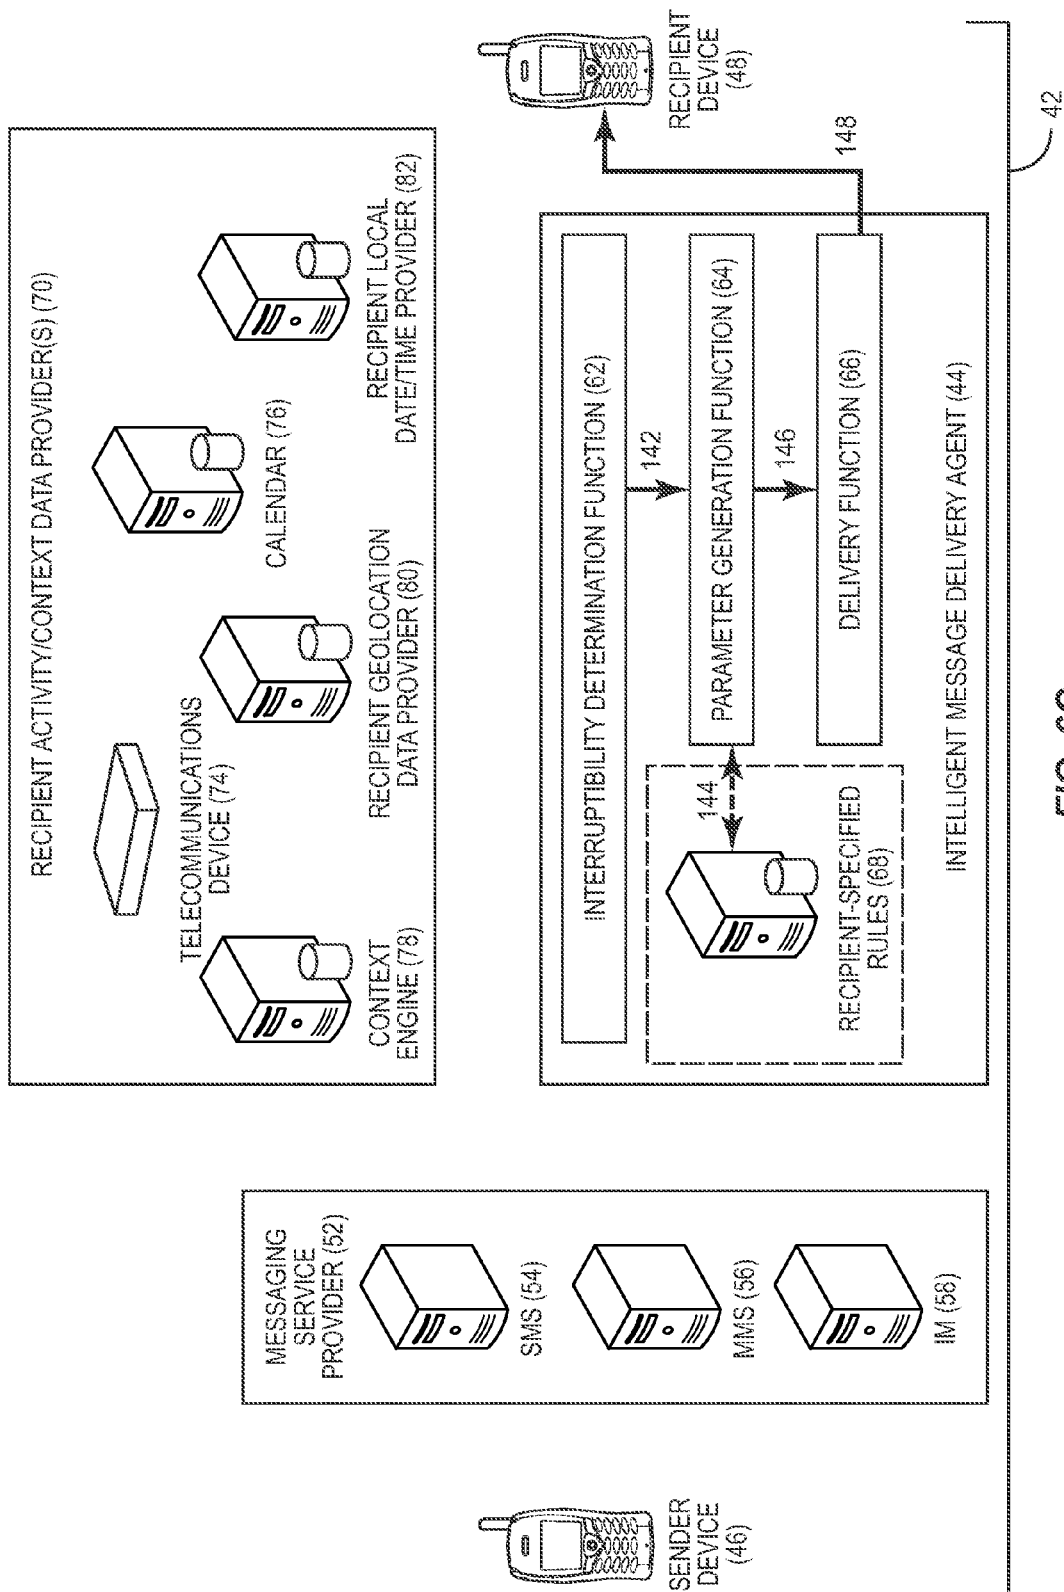 RECIPIENT ACTIVITY/CONTEXT DATA PROVIDER(S) (70)
TELECOMMUNICATIONS
DEVICE (74)
CALENDAR (76)
CONTEXT
ENGINE (78)
RECIPIENT GEOLOCATION
DATA PROVIDER (80)
RECIPIENT LOCAL
DATE/TIME PROVIDER (82)
MESSAGING
SERVICE
PROVIDER (52)
SMS (54)
MMS (56)
IM (58)
SENDER
DEVICE
(46)
INTERRUPTIBILITY DETERMINATION FUNCTION (62)
142
144
PARAMETER GENERATION FUNCTION (64)
146
RECIPIENT-SPECIFIED
RULES (68)
DELIVERY FUNCTION (66)
INTELLIGENT MESSAGE DELIVERY AGENT (44)
RECIPIENT
DEVICE
(48)
148
42
FIG. 6C